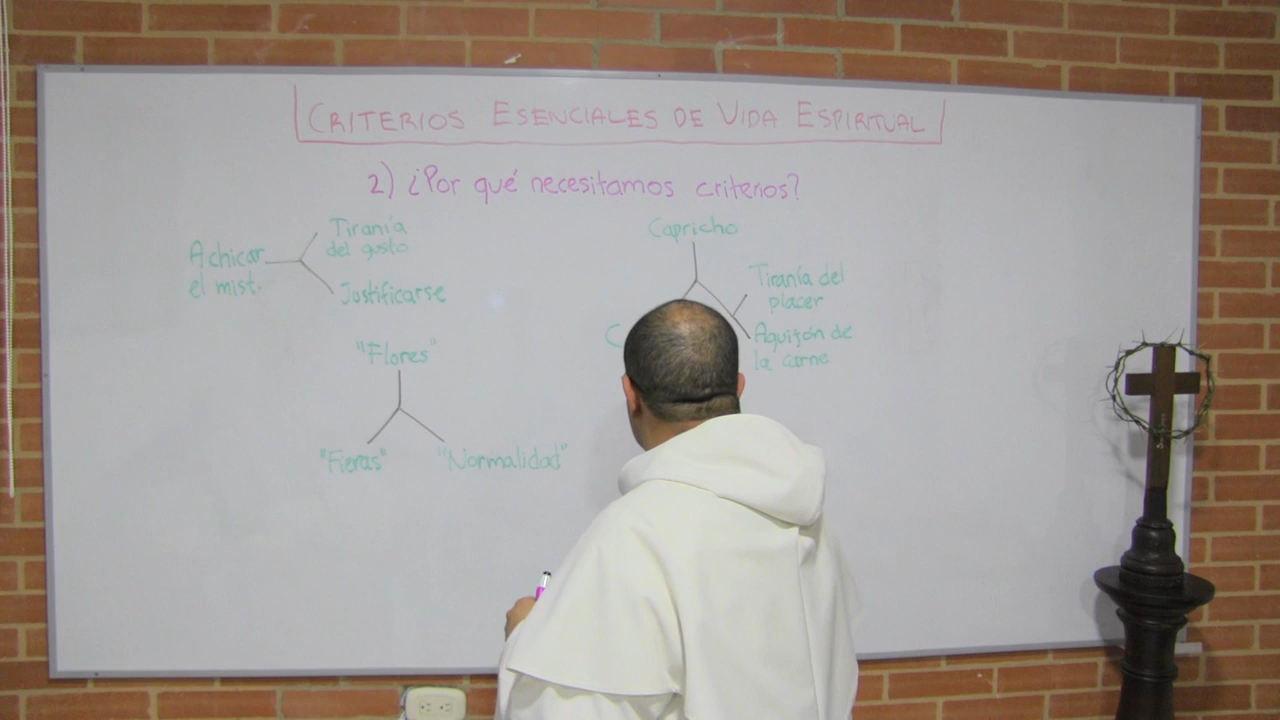 CRITERIOS ESENCIALES DE VIDA ESPIRITUAL
2) ¿Por qué necesitamos criterios?
Achicar
el mist.
Tiranía
del gusto
Justificarse
"Flores"
"Fieras"
"Normalidad"
Capricho
Tiranía del
placer
Aguijón de
la carne